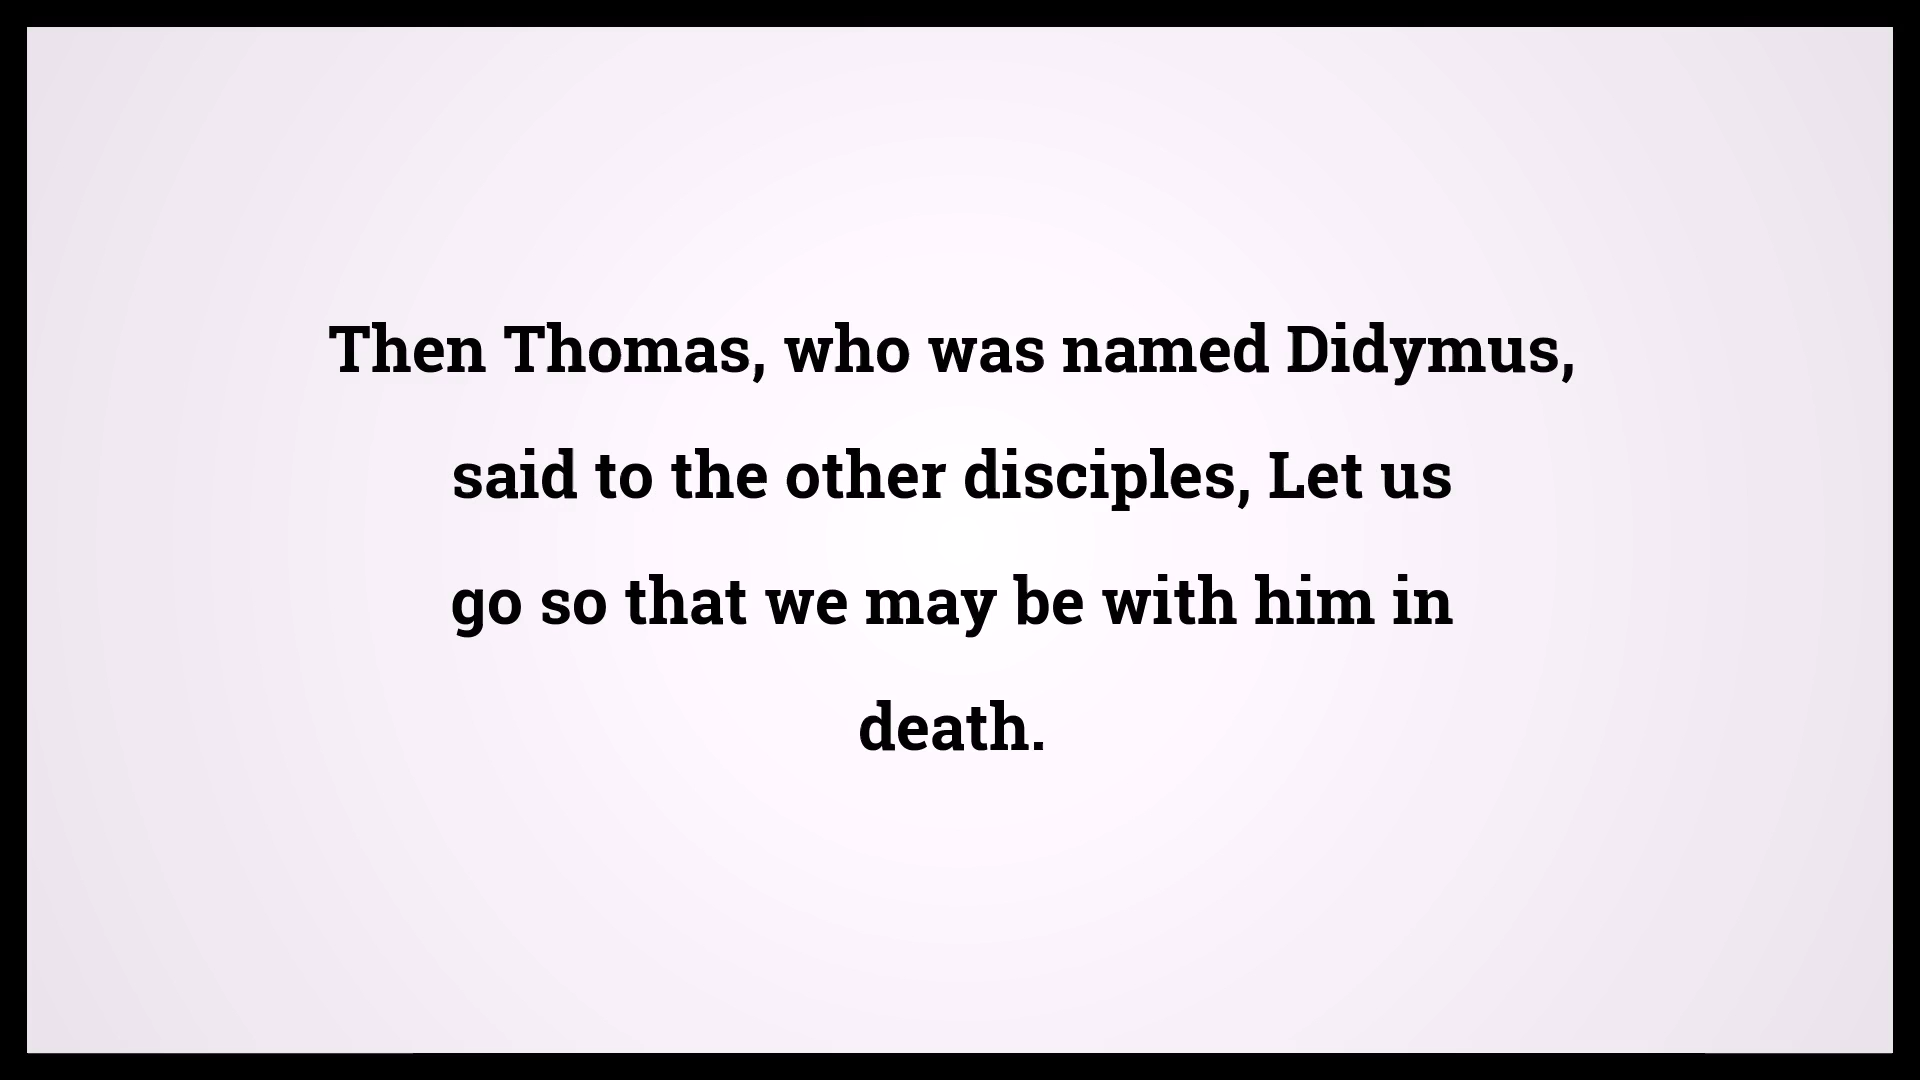 Then Thomas, who was named Didymus,
said to the other disciples, Let us
go so that we may be with him in
death.